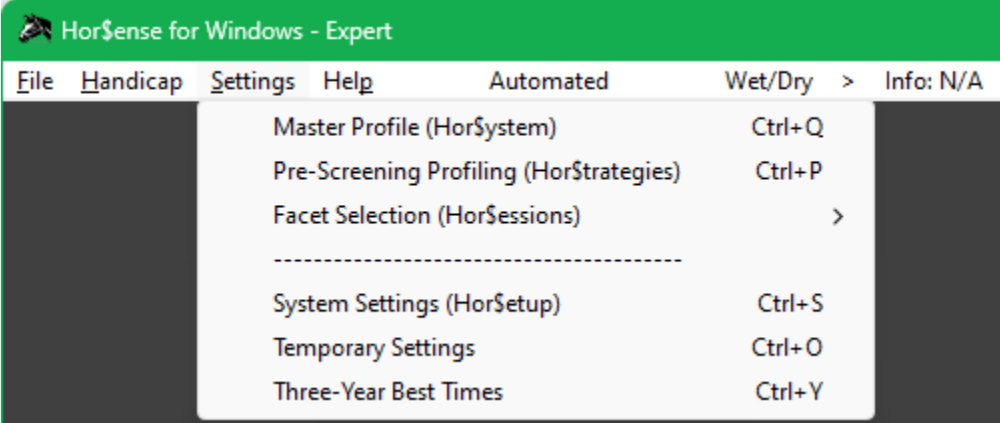 Hor$ense for Windows - Expert
File Handicap Settings Help Automated Wet/Dry > Info: N/A
Master Profile (Hor$ystem) Ctrl+Q
Pre-Screening Profiling (Hor$trategies) Ctrl+P
Facet Selection (Hor$essions) >
-----------------------------------------
System Settings (Hor$etup) Ctrl+S
Temporary Settings Ctrl+O
Three-Year Best Times Ctrl+Y